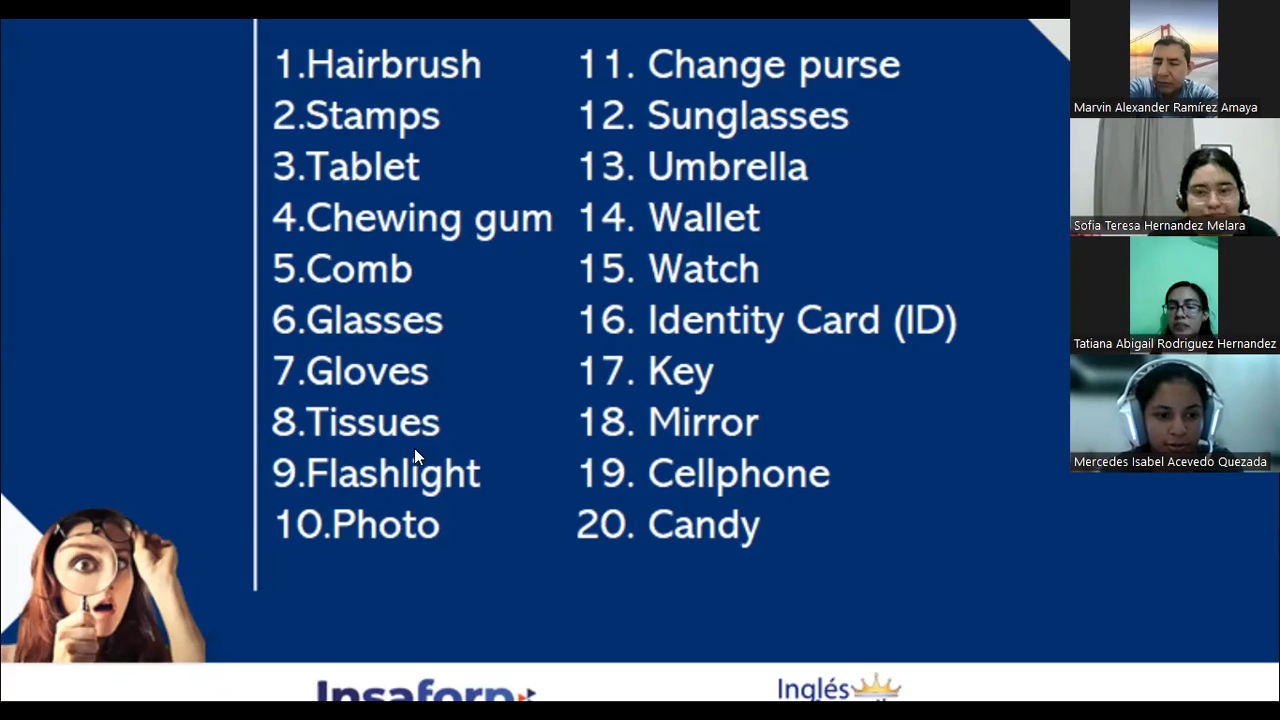 1.Hairbrush
2.Stamps
3.Tablet
4.Chewing gum
5.Comb
6.Glasses
7.Gloves
8.Tissues
9.Flashlight
10.Photo
11. Change purse
12. Sunglasses
13. Umbrella
14. Wallet
15. Watch
16. Identity Card (ID)
17. Key
18. Mirror
19. Cellphone
20. Candy
Marvin Alexander Ramírez Amaya
Sofía Teresa Hernandez Melara
Tatiana Abigail Rodriguez Hernandez
Mercedes Isabel Acevedo Quezada
Insaforp
Inglés